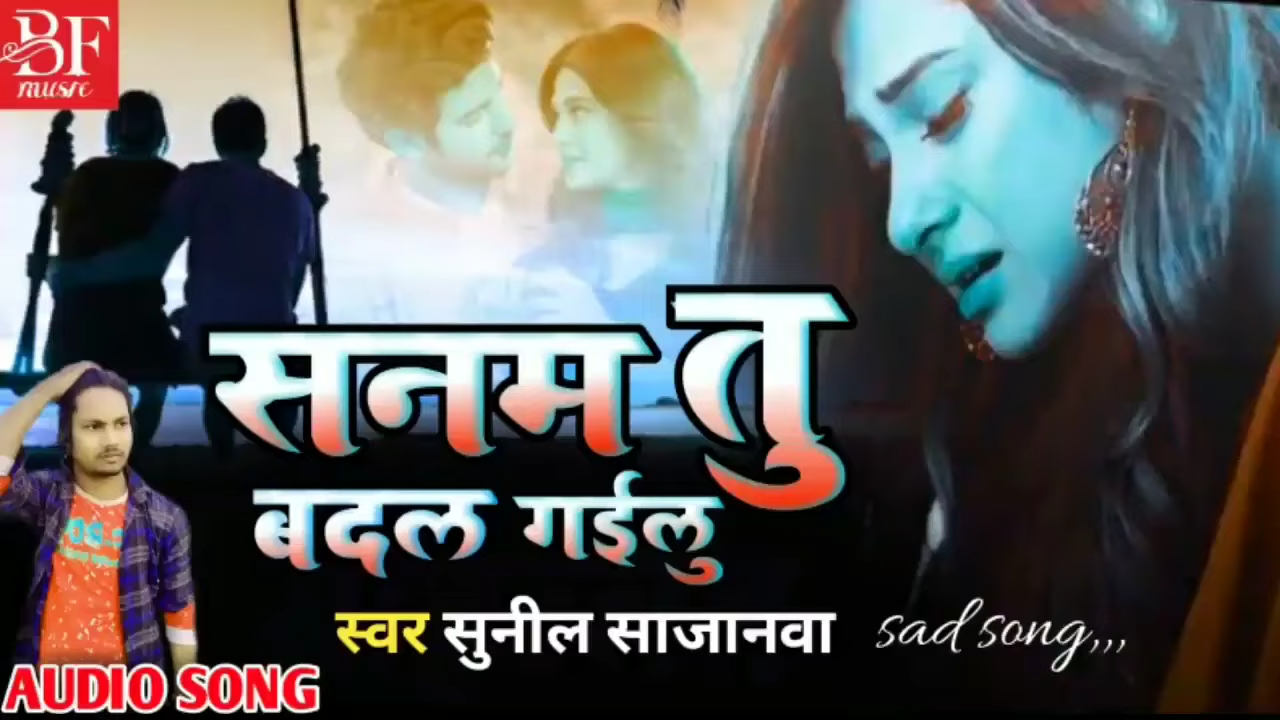 BF
music
सनम तु
बदल गईलु
स्वर सुनील साजानवा
sad song,,,
AUDIO SONG